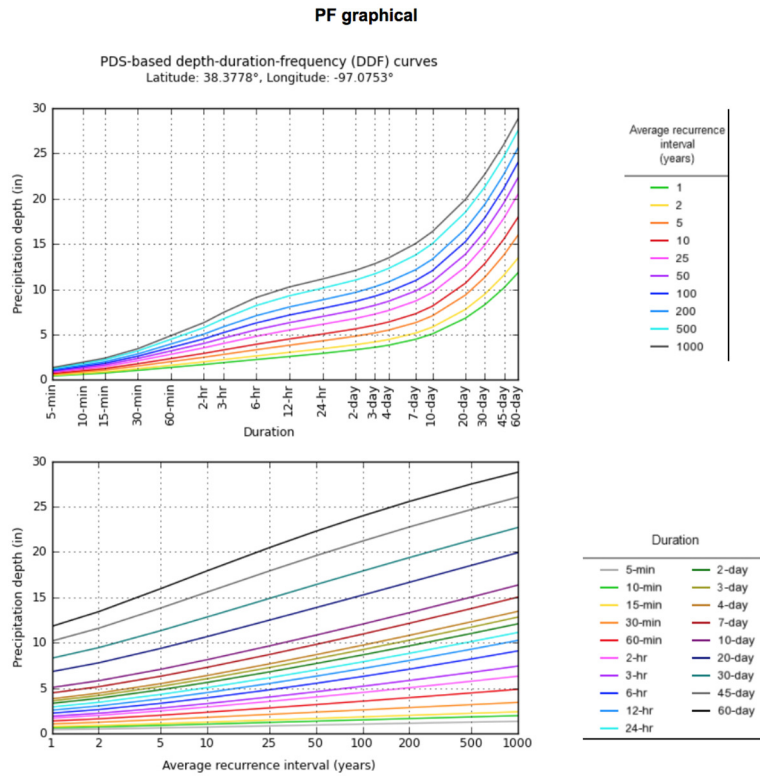 PF graphical
PDS-based depth-duration-frequency (DDF) curves
Latitude: 38.3778°, Longitude: -97.0753°
30
25
20
15
10
5
0
Precipitation depth (in)
5-min
10-min
15-min
30-min
60-min
2-hr
3-hr
6-hr
12-hr
24-hr
2-day
3-day
4-day
7-day
10-day
20-day
30-day
45-day
60-day
Duration
Average recurrence
interval
(years)
1
2
5
10
25
50
100
200
500
1000
30
25
20
15
10
5
0
Precipitation depth (in)
1 2 5 10 25 50 100 200 500 1000
Average recurrence interval (years)
Duration
5-min 2-day
10-min 3-day
15-min 4-day
30-min 7-day
60-min 10-day
2-hr 20-day
3-hr 30-day
6-hr 45-day
12-hr 60-day
24-hr